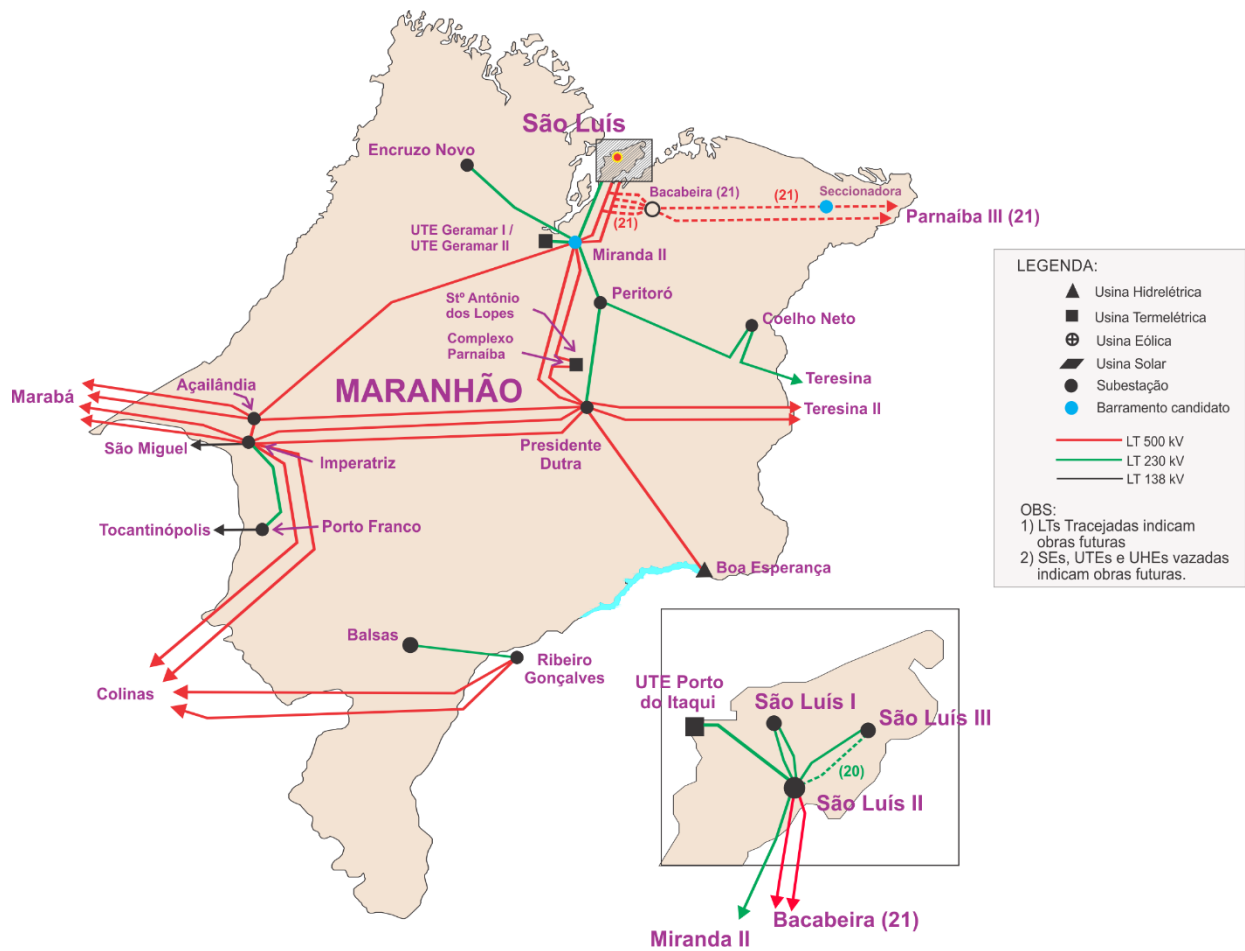 São Luís
Encruzo Novo
Bacabeira (21)
(21)
Seccionadora
Parnaíba III (21)
(21)
UTE Geramar I /
UTE Geramar II
Miranda II
Stº Antônio
dos Lopes
Peritoró
Coelho Neto
Complexo
Parnaíba
Teresina
MARANHÃO
Açailândia
Marabá
Teresina II
São Miguel
Imperatriz
Presidente
Dutra
Tocantinópolis
Porto Franco
Boa Esperança
Balsas
Ribeiro
Gonçalves
Colinas
LEGENDA:
Usina Hidrelétrica
Usina Termelétrica
Usina Eólica
Usina Solar
Subestação
Barramento candidato
LT 500 kV
LT 230 kV
LT 138 kV
OBS:
1) LTs Tracejadas indicam
obras futuras
2) SEs, UTEs e UHEs vazadas
indicam obras futuras.
UTE Porto
do Itaqui
São Luís I
São Luís III
(20)
São Luís II
Bacabeira (21)
Miranda II